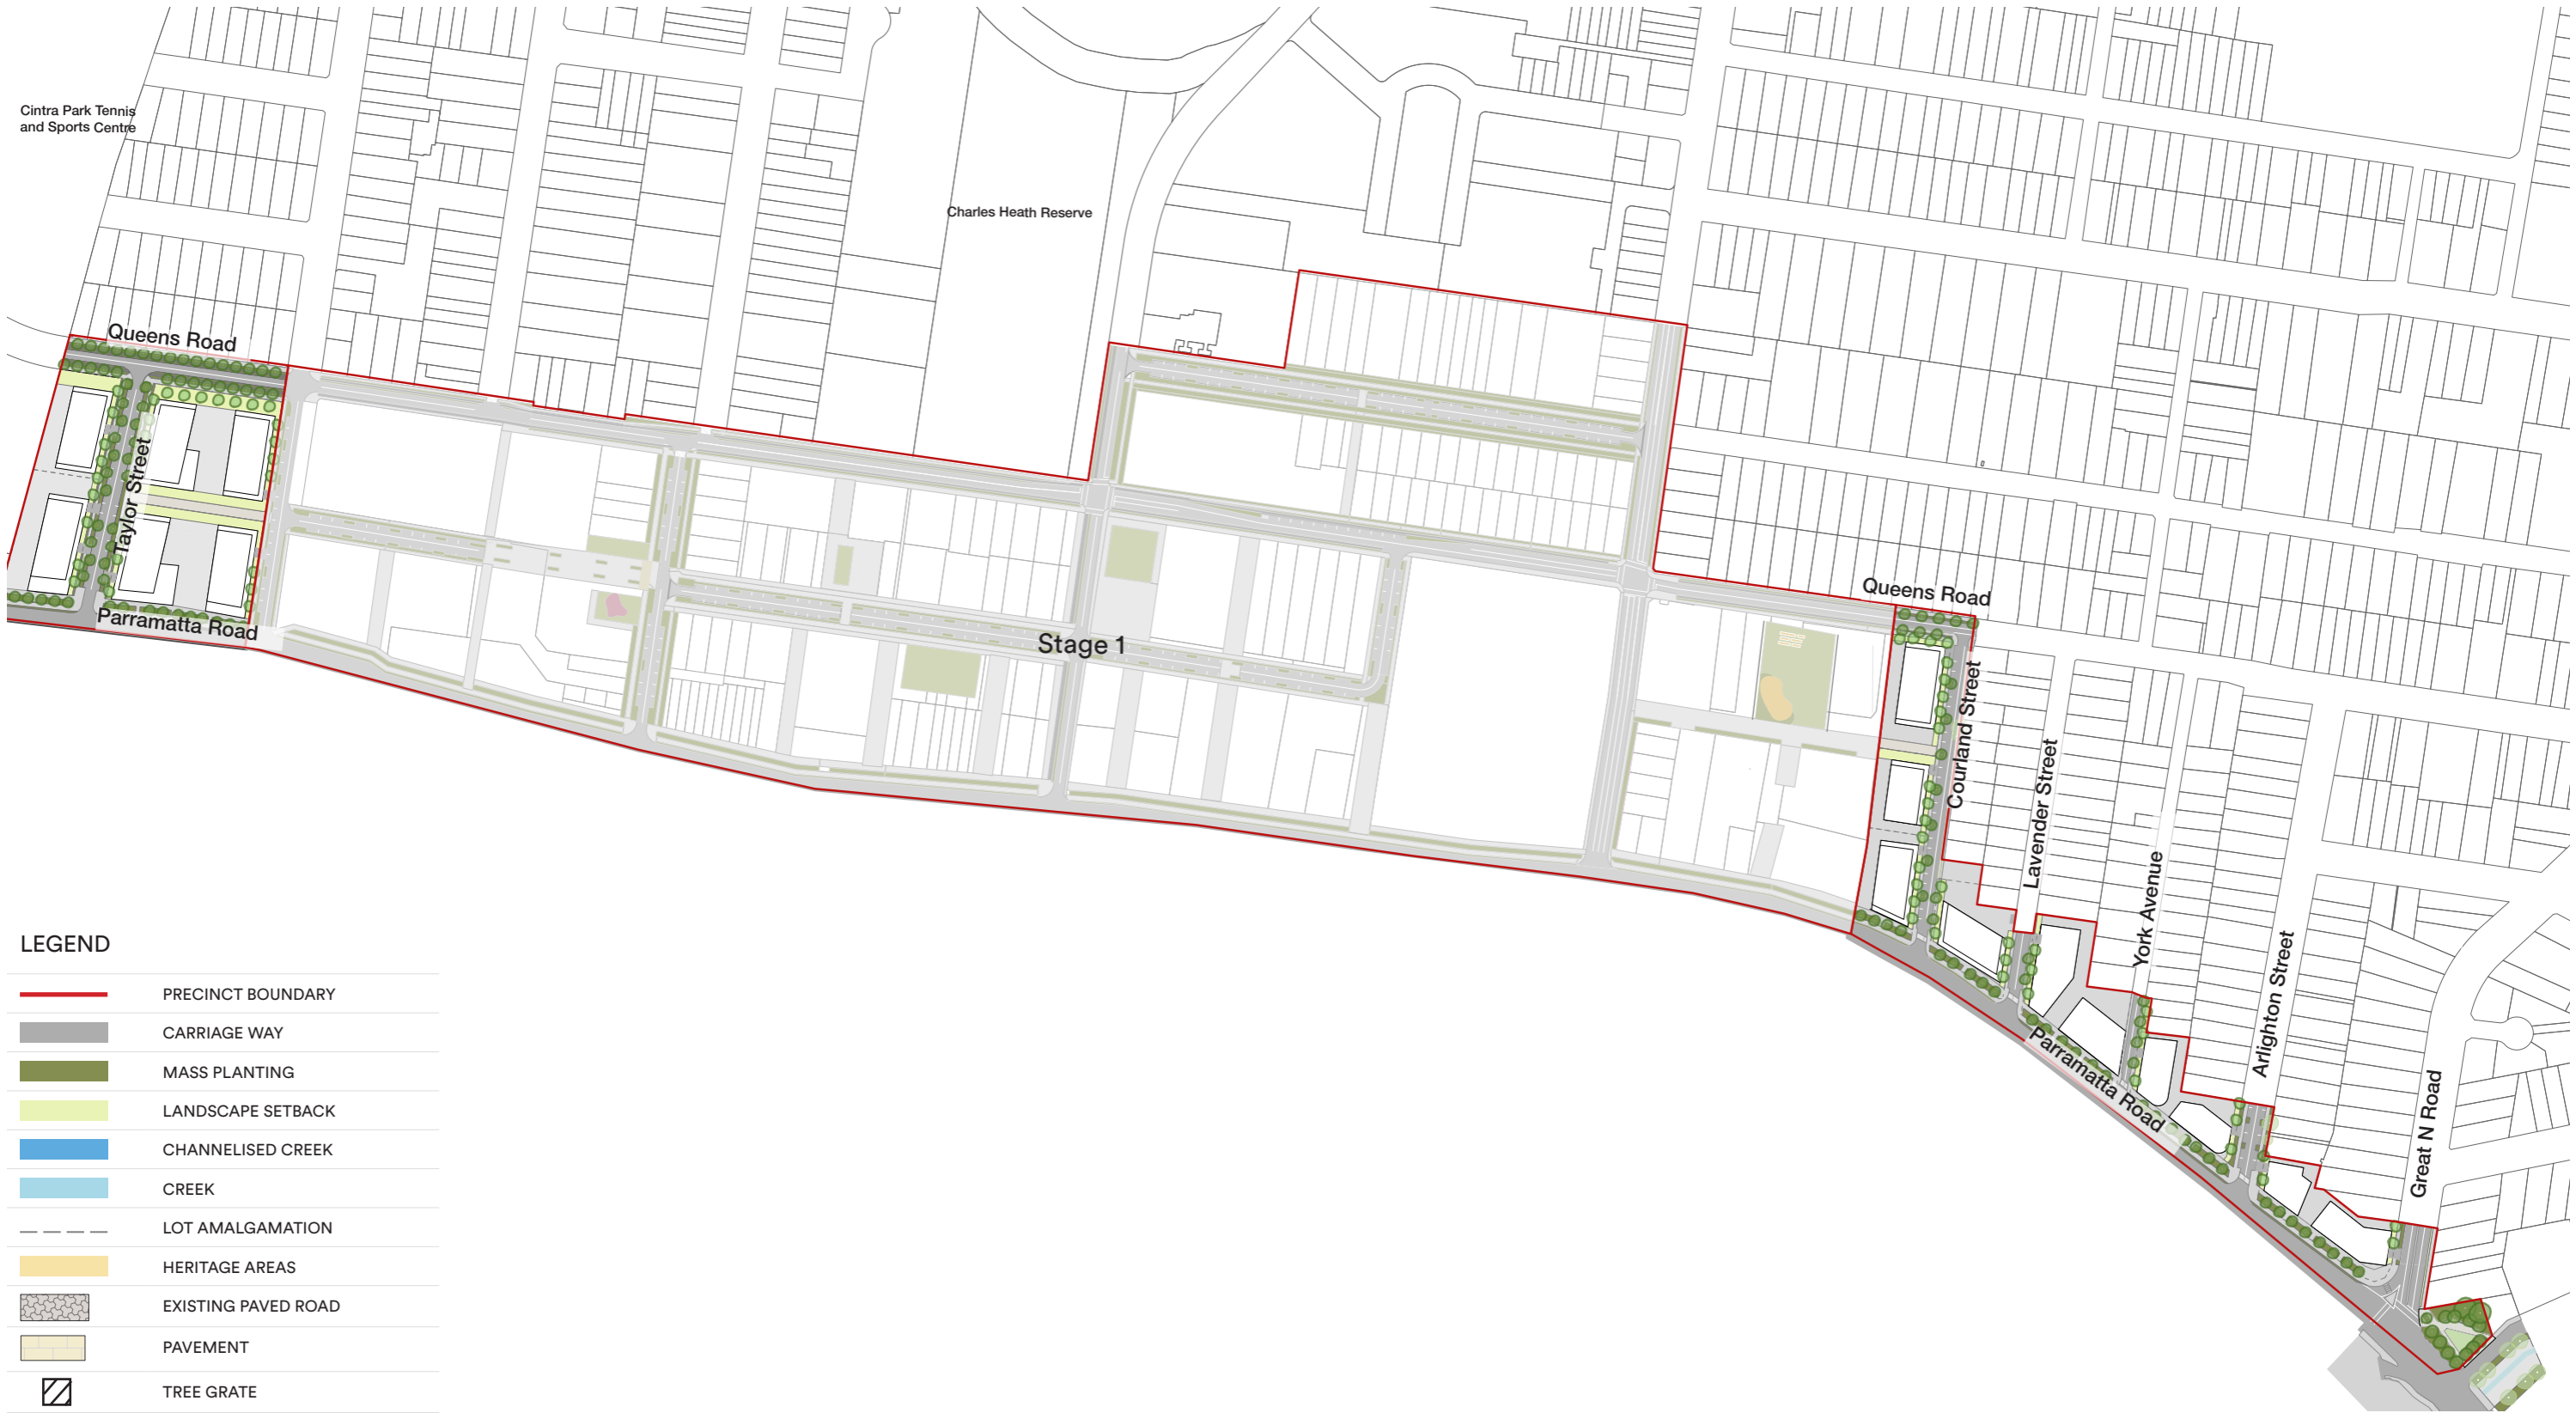 Cintra Park Tennis
and Sports Centre
Charles Heath Reserve
Queens Road
Taylor Street
Parramatta Road
Stage 1
Queens Road
Courland Street
Lavender Street
York Avenue
Arlighton Street
Great N Road
Parramatta Road
LEGEND
PRECINCT BOUNDARY
CARRIAGE WAY
MASS PLANTING
LANDSCAPE SETBACK
CHANNELISED CREEK
CREEK
LOT AMALGAMATION
HERITAGE AREAS
EXISTING PAVED ROAD
PAVEMENT
TREE GRATE